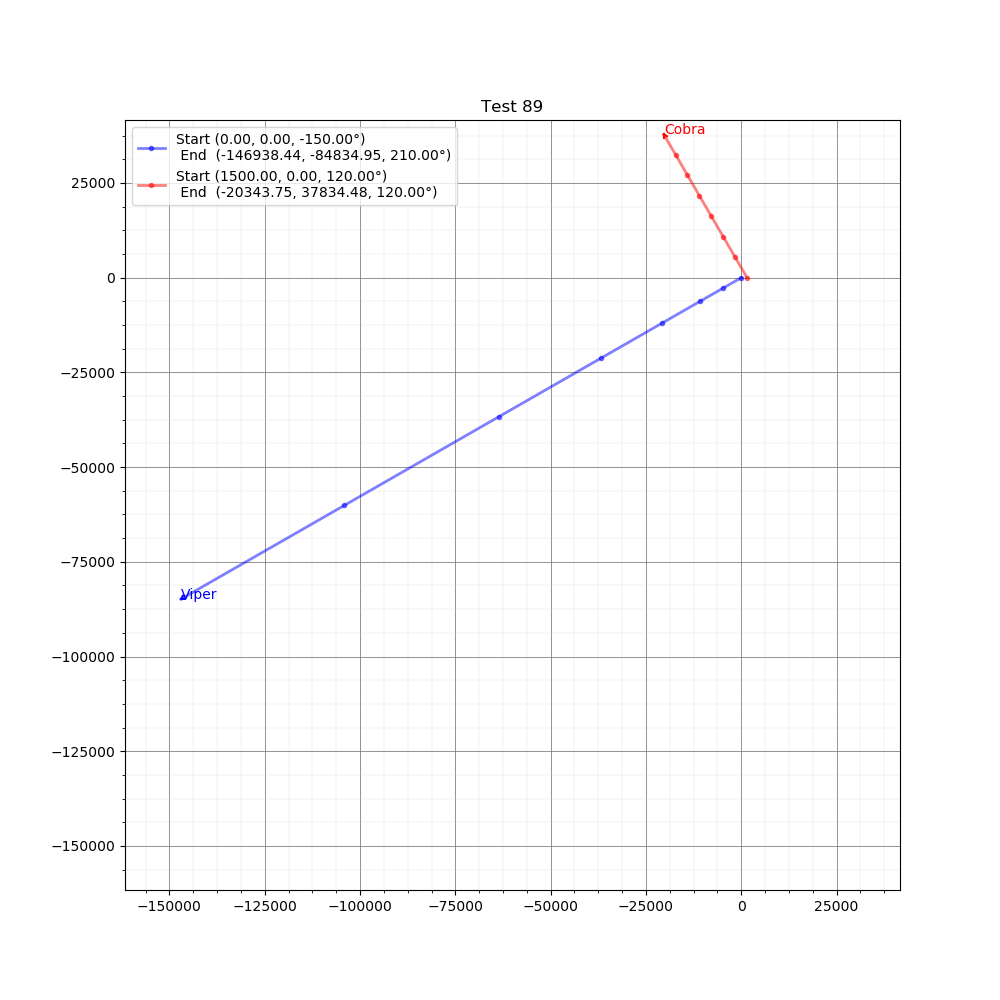 Test 89
Start (0.00, 0.00, -150.00°)
End (-146938.44, -84834.95, 210.00°)
Start (1500.00, 0.00, 120.00°)
End (-20343.75, 37834.48, 120.00°)
Cobra
Viper
25000
0
−25000
−50000
−75000
−100000
−125000
−150000
−150000
−125000
−100000
−75000
−50000
−25000
0
25000